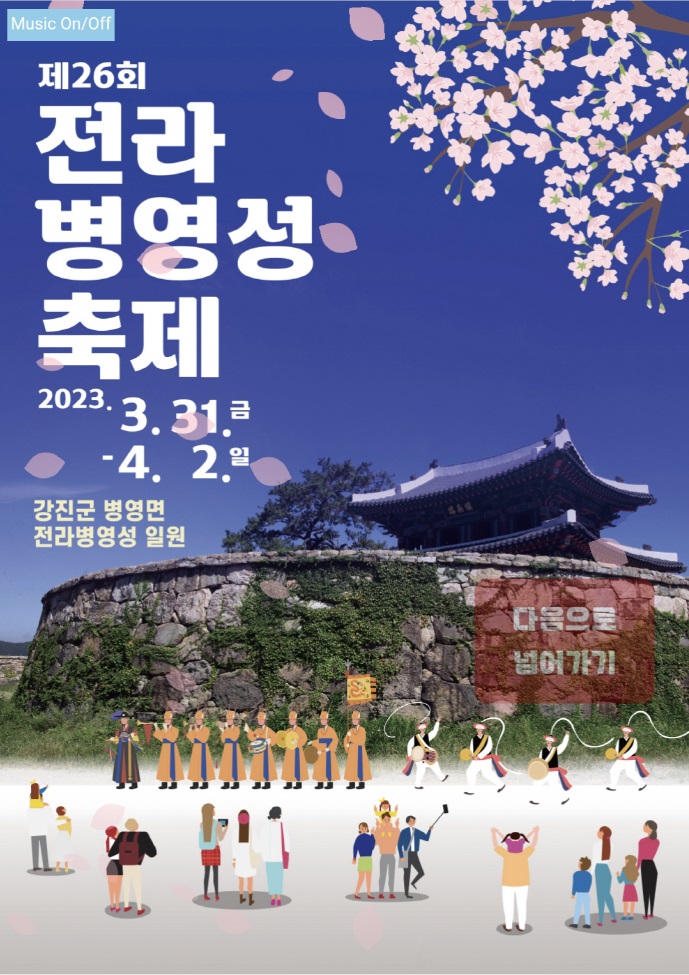 Music On/Off
제26회
전라
병영성
축제
2023. 3. 31.금
- 4. 2.일
강진군 병영면
전라병영성 일원
다음으로
넘어가기